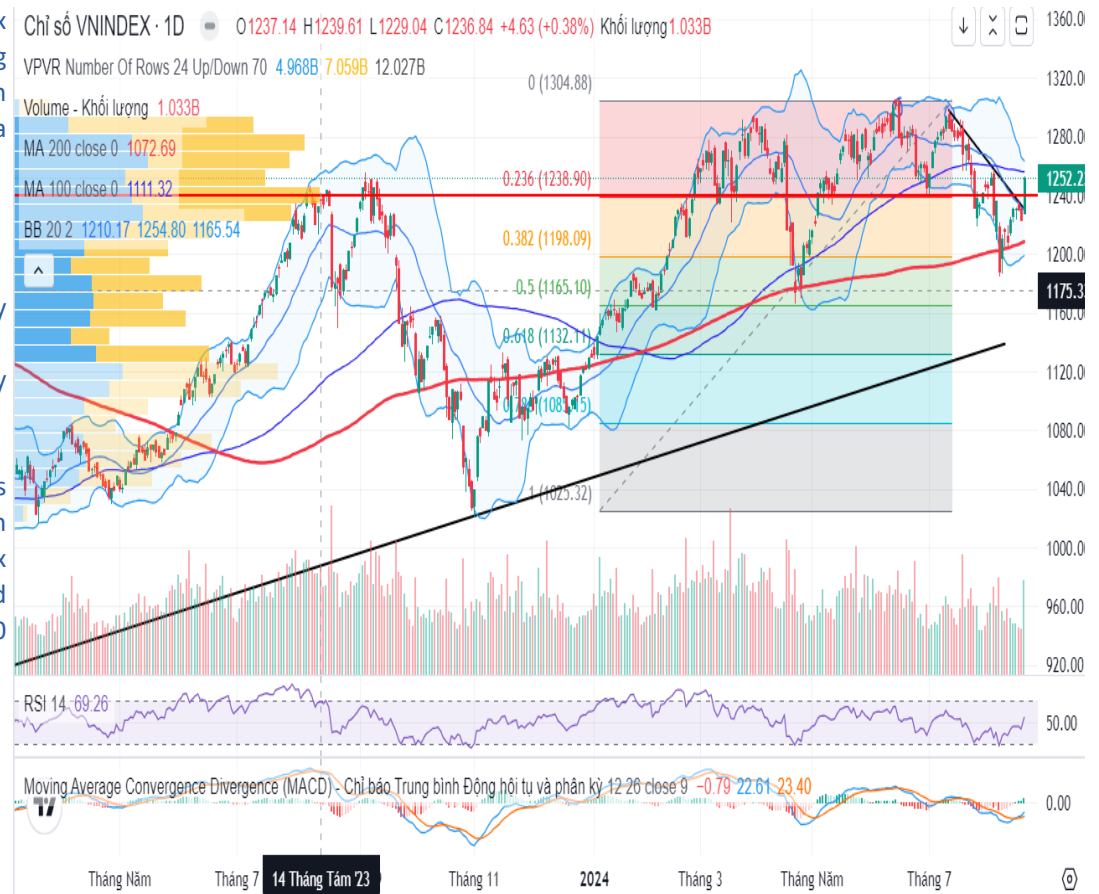 x
g
n
a
y
y
s
n
x
d
0
Chỉ số VNINDEX · 1D O1237.14 H1239.61 L1229.04 C1236.84 +4.63 (+0.38%) Khối lượng1.033B
VPVR Number Of Rows 24 Up/Down 70 4.968B 7.059B 12.027B
Volume - Khối lượng 1.033B
MA 200 close 0 1072.69
MA 100 close 0 1111.32
BB 20 2 1210.17 1254.80 1165.54
0 (1304.88)
0.236 (1238.90)
0.382 (1198.09)
0.5 (1165.10)
0.618 (1132.11)
1 (1025.32)
1360.00
1320.00
1280.00
1252.2
1240.00
1200.00
1175.3
1160.00
1120.00
1080.00
1040.00
1000.00
960.00
920.00
RSI 14 69.26
50.00
Moving Average Convergence Divergence (MACD) - Chỉ báo Trung bình Động hội tụ và phân kỳ 12 26 close 9 −0.79 22.61 23.40
0.00
Tháng Năm Tháng 7 14 Tháng Tám '23 Tháng 11 2024 Tháng 3 Tháng Năm Tháng 7